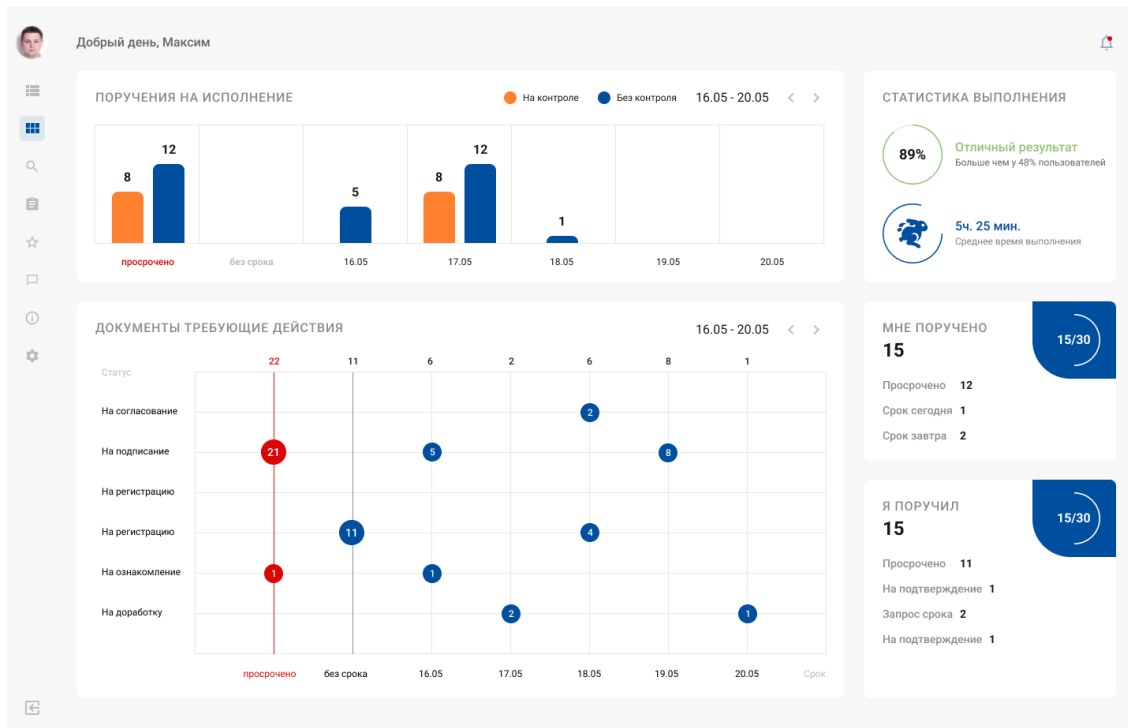 Добрый день, Максим
ПОРУЧЕНИЯ НА ИСПОЛНЕНИЕ
На контроле
Без контроля
16.05 - 20.05
8
12
5
8
12
1
просрочено
без срока
16.05
17.05
18.05
19.05
20.05
СТАТИСТИКА ВЫПОЛНЕНИЯ
89%
Отличный результат
Больше чем у 48% пользователей
5ч. 25 мин.
Среднее время выполнения
ДОКУМЕНТЫ ТРЕБУЮЩИЕ ДЕЙСТВИЯ
16.05 - 20.05
Статус
22
11
6
2
6
8
1
На согласование
2
На подписание
21
5
8
На регистрацию
На регистрацию
11
4
На ознакомление
1
1
На доработку
2
1
просрочено
без срока
16.05
17.05
18.05
19.05
20.05
Срок
МНЕ ПОРУЧЕНО
15
15/30
Просрочено 12
Срок сегодня 1
Срок завтра 2
Я ПОРУЧИЛ
15
15/30
Просрочено 11
На подтверждение 1
Запрос срока 2
На подтверждение 1